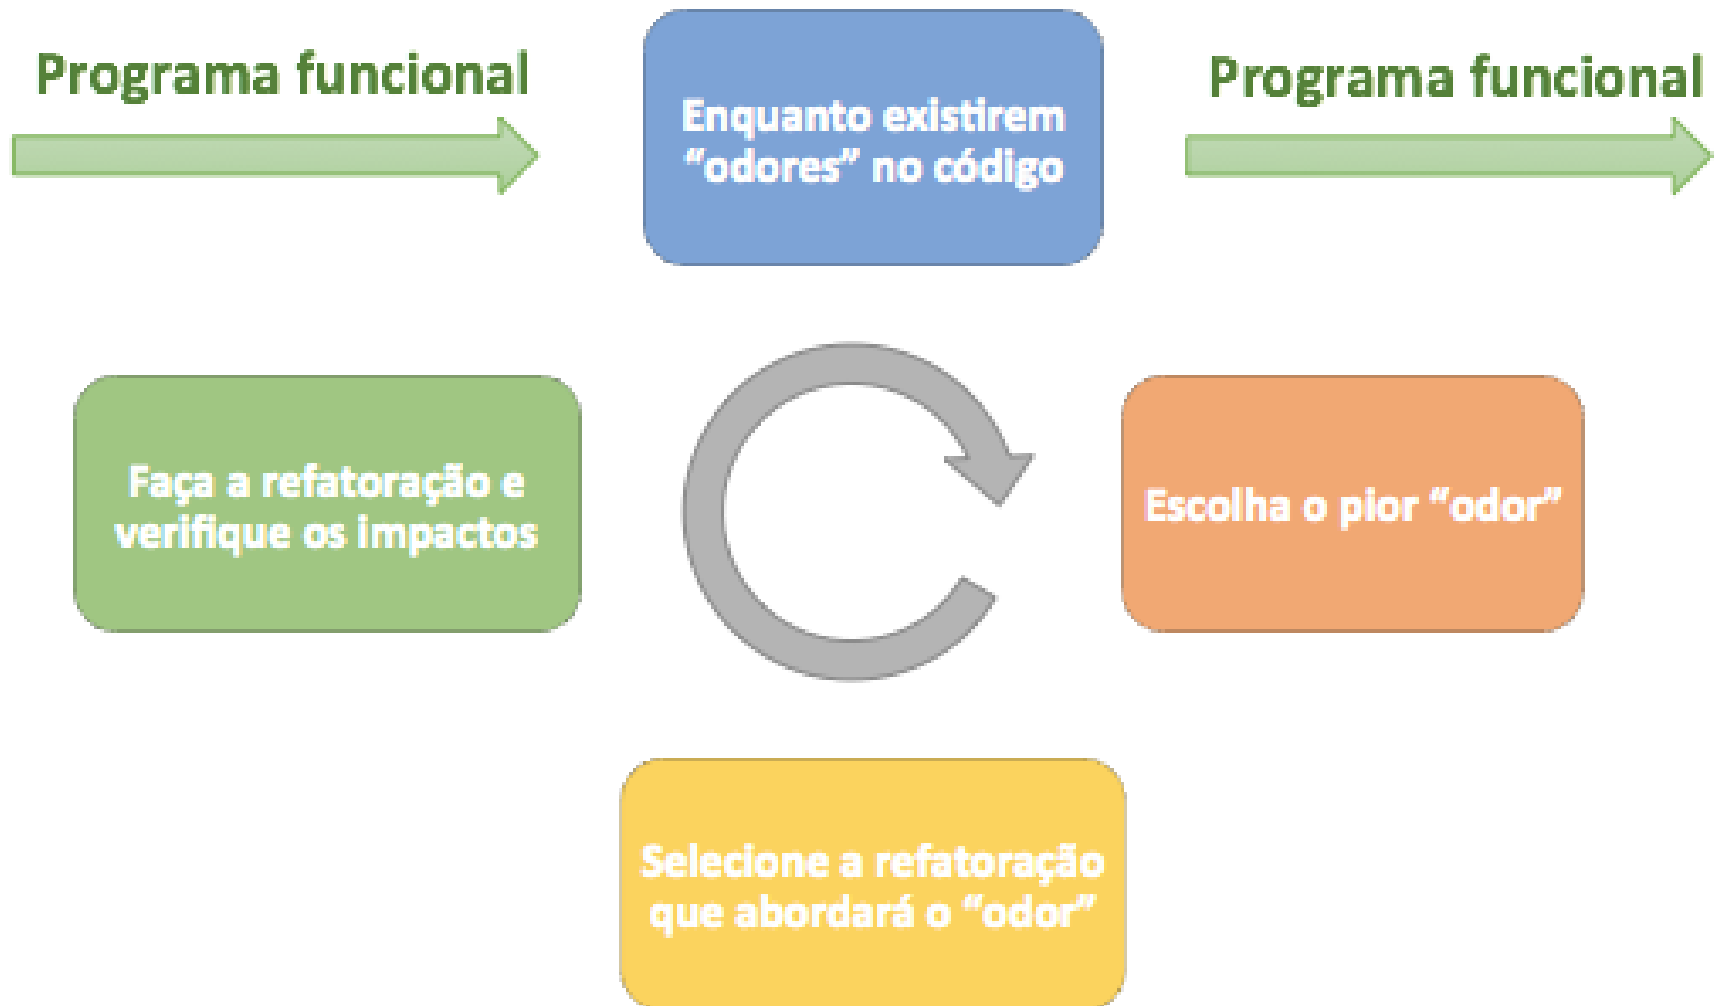 Programa funcional
Enquanto existirem
“odores” no código
Programa funcional
Faça a refatoração e
verifique os impactos
Escolha o pior “odor”
Selecione a refatoração
que abordará o “odor”